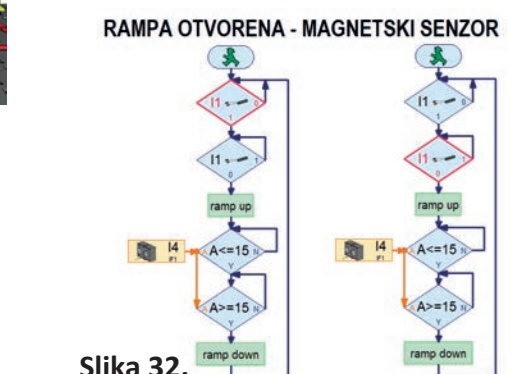 RAMPA OTVORENA - MAGNETSKI SENZOR
I1 0 1
I1 0 1
I1 1 0
I1 1 0
ramp up
ramp up
I4 A A<=15 N Y
I4 A A<=15 N Y
A A>=15 N Y
A A>=15 N Y
ramp down
ramp down
Slika 32.